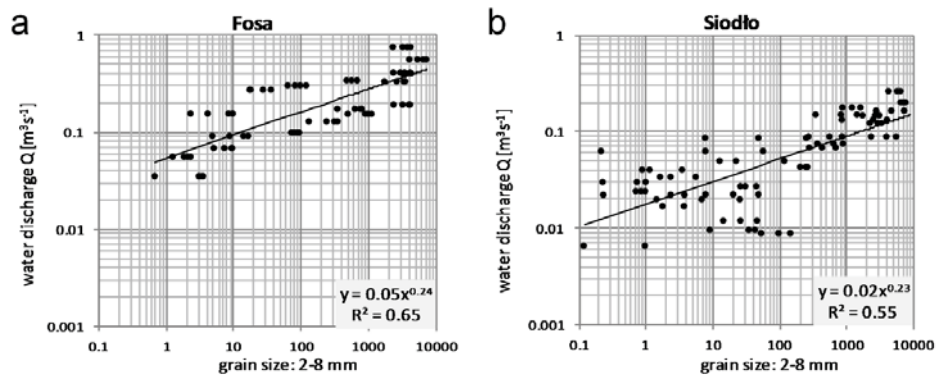 a
Fosa
water discharge Q [m³s⁻¹]
1
0.1
0.01
0.001
y = 0.05x^0.24
R² = 0.65
0.1 1 10 100 1000 10000
grain size: 2-8 mm
b
Siodło
water discharge Q [m³s⁻¹]
1
0.1
0.01
0.001
y = 0.02x^0.23
R² = 0.55
0.1 1 10 100 1000 10000
grain size: 2-8 mm